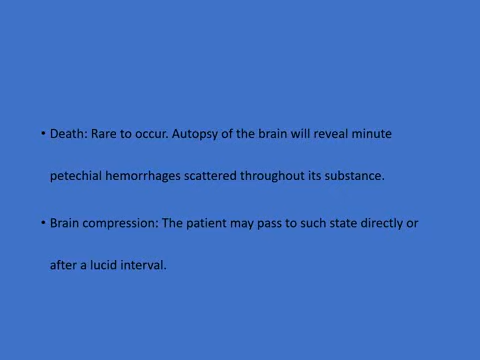 • Death: Rare to occur. Autopsy of the brain will reveal minute
petechial hemorrhages scattered throughout its substance.
• Brain compression: The patient may pass to such state directly or
after a lucid interval.